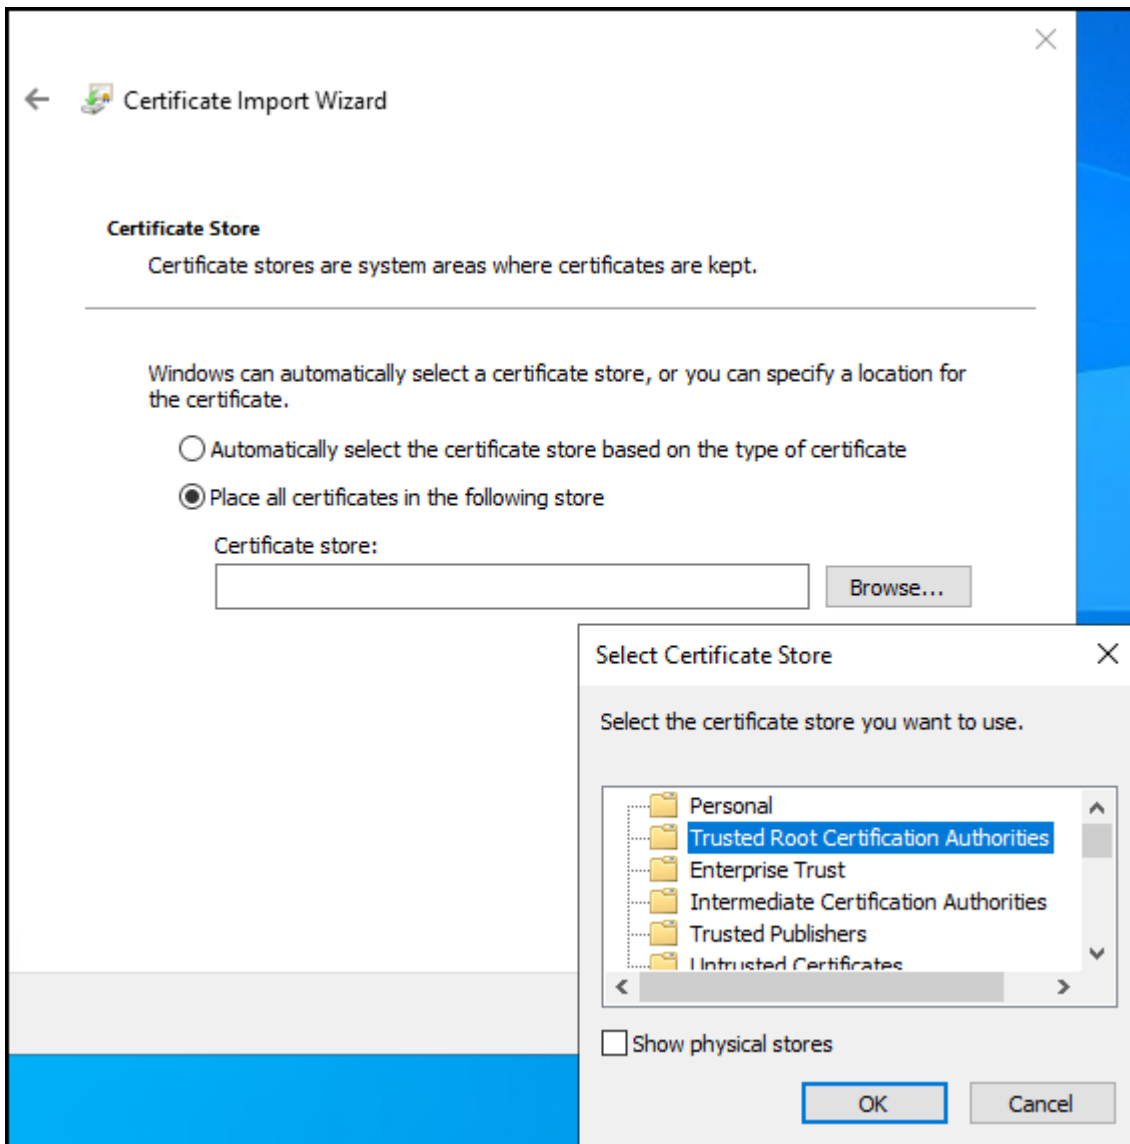 Certificate Import Wizard
Certificate Store
Certificate stores are system areas where certificates are kept.
Windows can automatically select a certificate store, or you can specify a location for
the certificate.
Automatically select the certificate store based on the type of certificate
Place all certificates in the following store
Certificate store:
Browse...
Select Certificate Store
Select the certificate store you want to use.
Personal
Trusted Root Certification Authorities
Enterprise Trust
Intermediate Certification Authorities
Trusted Publishers
Untrusted Certificates
Show physical stores
OK
Cancel